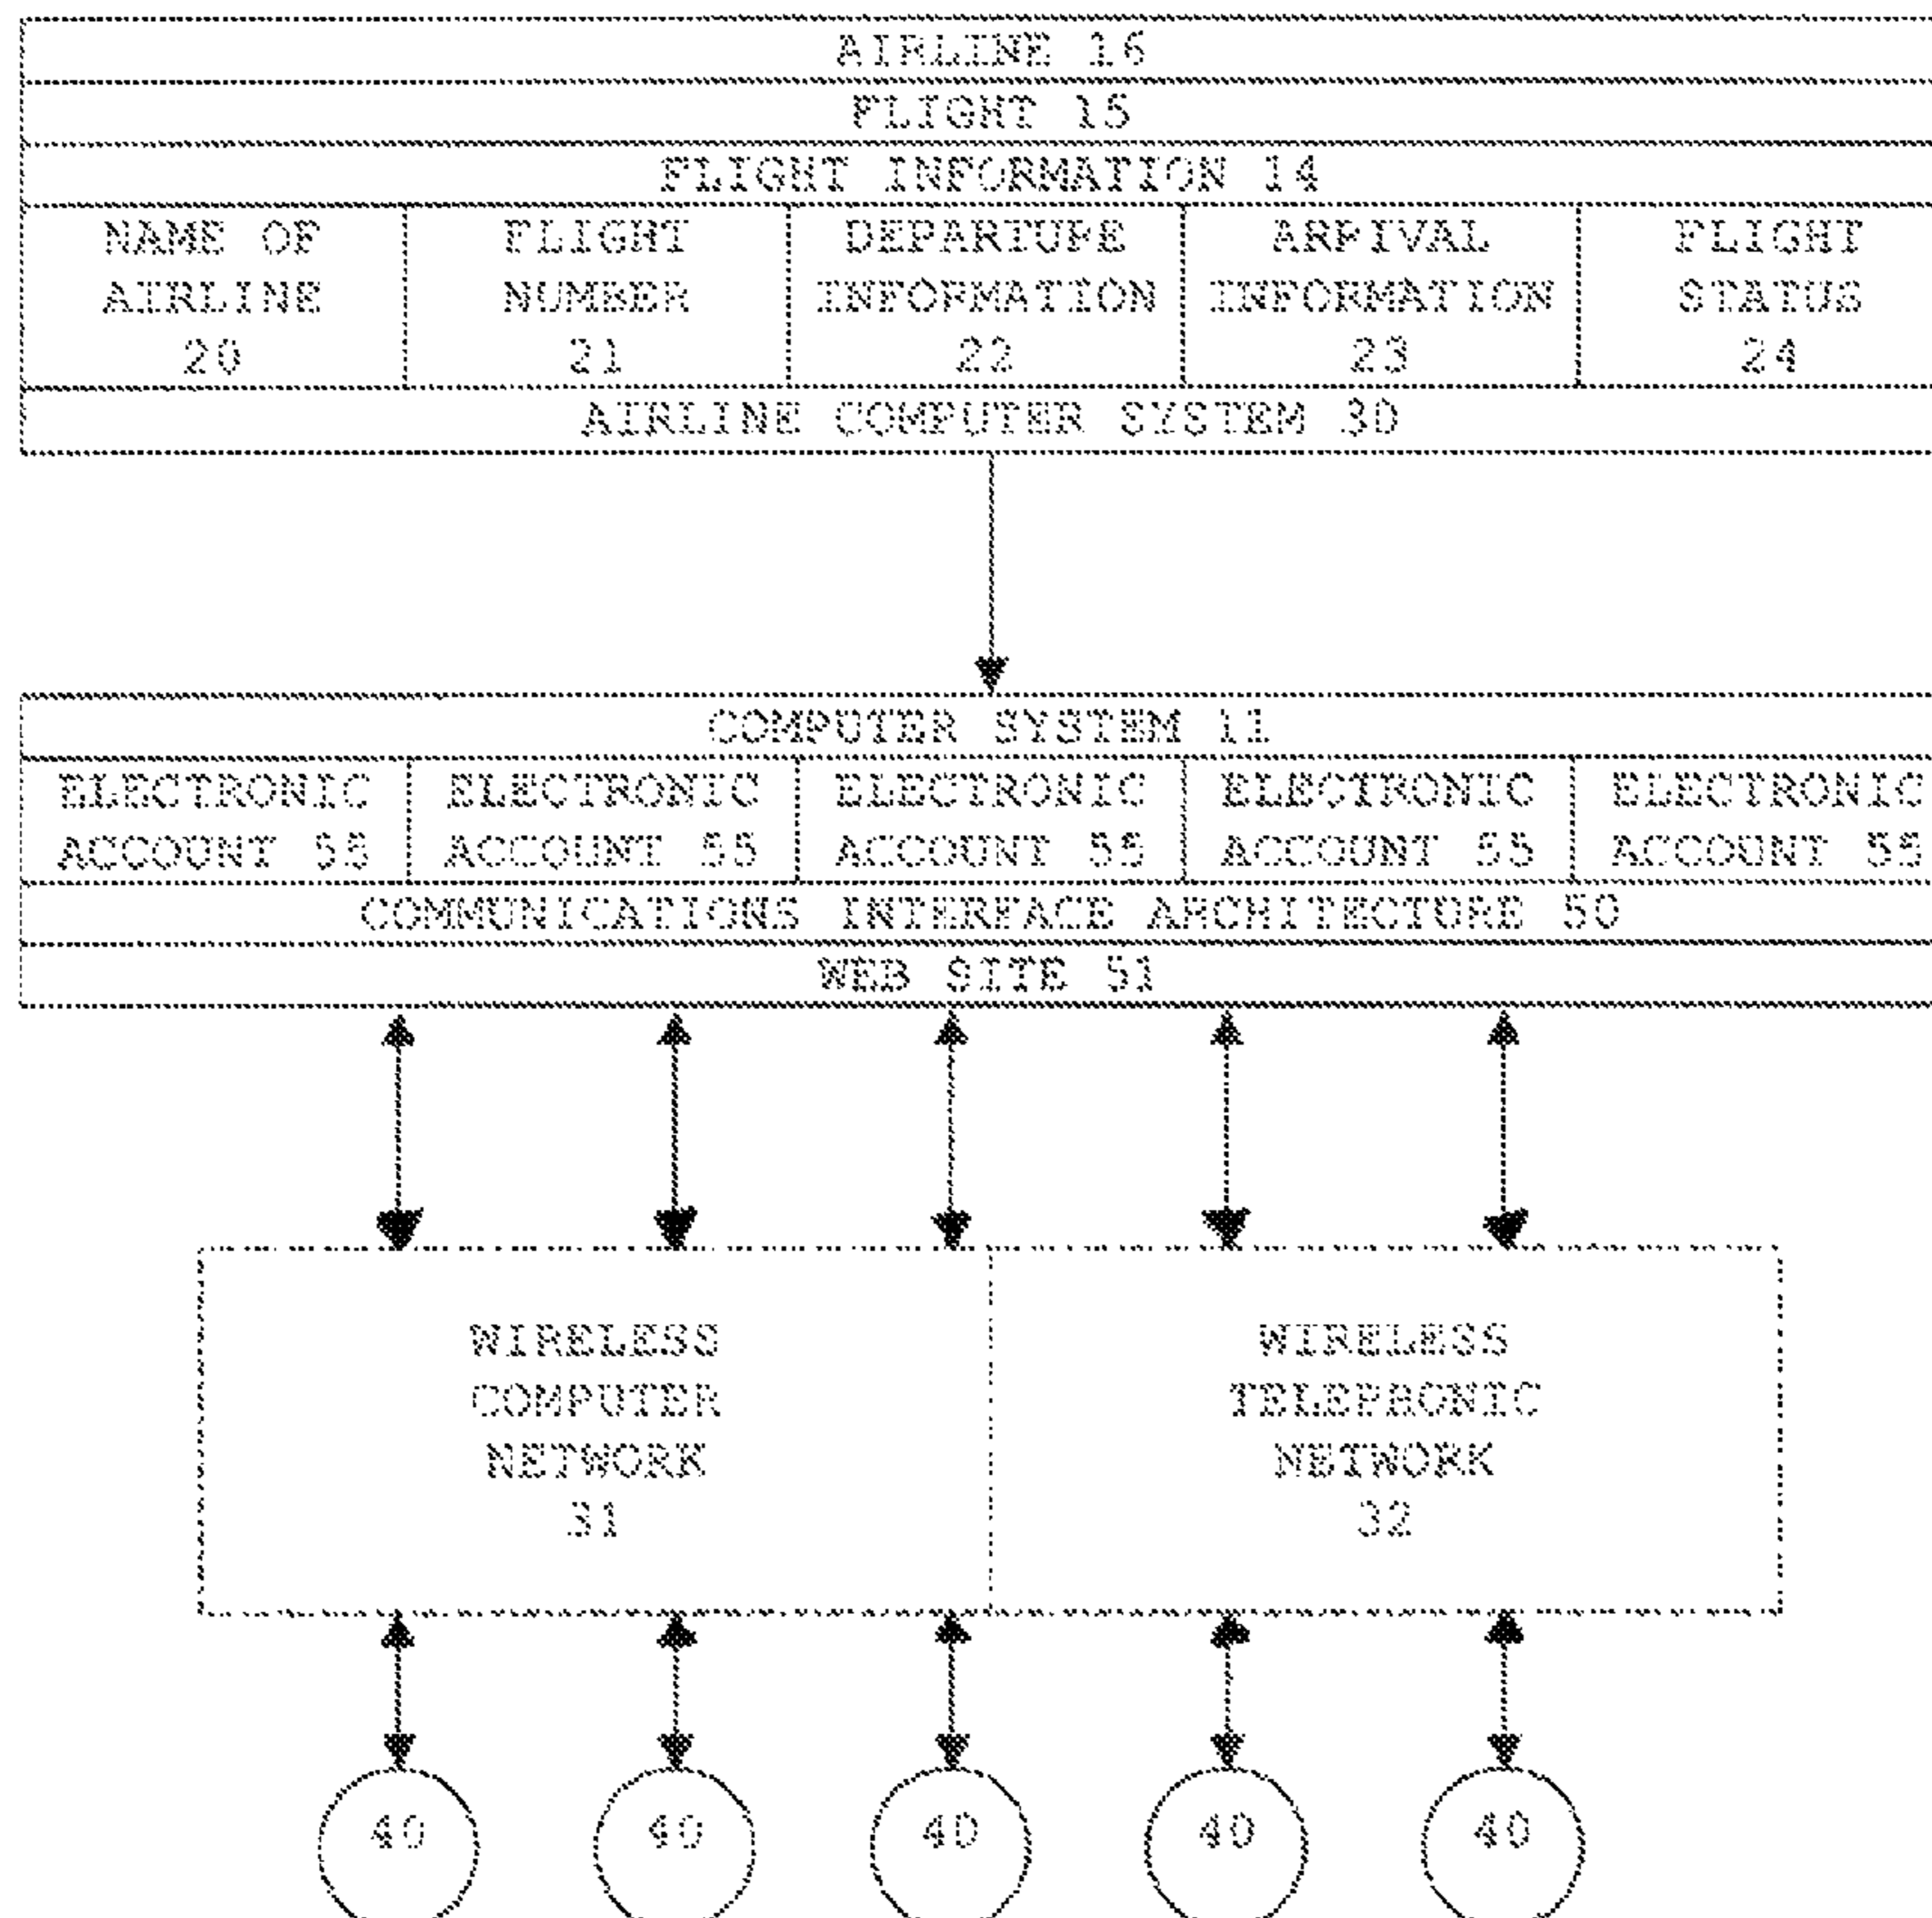 AIRLINE 16
FLIGHT 15
FLIGHT INFORMATION 14
NAME OF
AIRLINE
20
FLIGHT
NUMBER
21
DEPARTURE
INFORMATION
22
ARRIVAL
INFORMATION
23
FLIGHT
STATUS
24
AIRLINE COMPUTER SYSTEM 30
COMPUTER SYSTEM 11
ELECTRONIC
ACCOUNT 55
ELECTRONIC
ACCOUNT 55
ELECTRONIC
ACCOUNT 55
ELECTRONIC
ACCOUNT 55
ELECTRONIC
ACCOUNT 55
COMMUNICATIONS INTERFACE ARCHITECTURE 50
WEB SITE 51
WIRELESS
COMPUTER
NETWORK
31
WIRELESS
TELEPHONIC
NETWORK
32
40
40
40
40
40